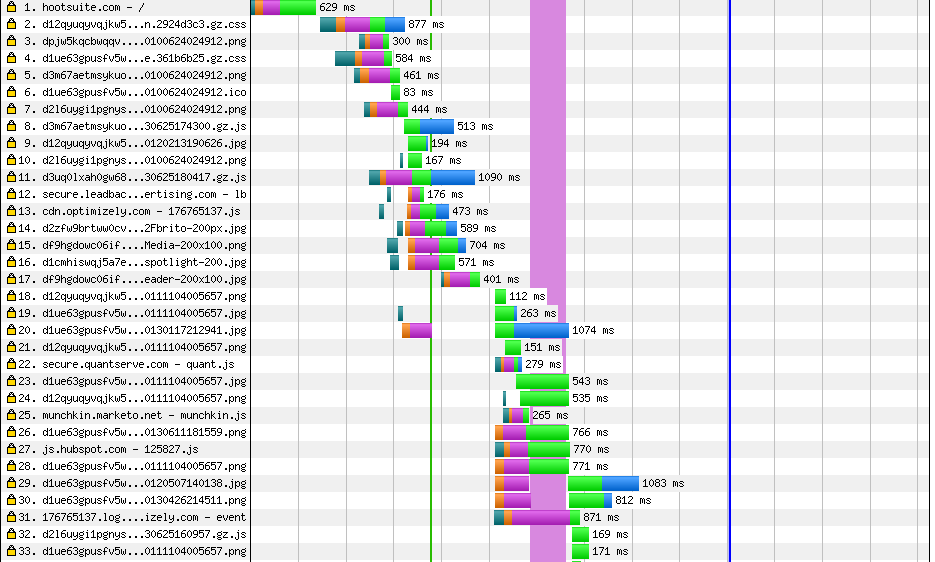 1. hootsuite.com - / 629 ms
2. d12qyuqyvqjkw5...n.2924d3c3.gz.css 877 ms
3. dpjw5kqcbwqqv....0100624024912.png 300 ms
4. d1ue63gpusfv5w...e.361b6b25.gz.css 584 ms
5. d3m67aetmsykuo...0100624024912.png 461 ms
6. d1ue63gpusfv5w...0100624024912.ico 83 ms
7. d2l6uygi1pgnys...0100624024912.png 444 ms
8. d3m67aetmsykuo...30625174300.gz.js 513 ms
9. d12qyuqyvqjkw5...0120213190626.jpg 194 ms
10. d2l6uygi1pgnys...0100624024912.png 167 ms
11. d3uq0lxah0gw68...30625180417.gz.js 1090 ms
12. secure.leadbac...ertising.com - lb 176 ms
13. cdn.optimizely.com - 176765137.js 473 ms
14. d2zfw9brtww0cv...2Fbrito-200px.jpg 589 ms
15. df9hgdowc06if....Media-200x100.png 704 ms
16. d1cmhiswqj5a7e...spotlight-200.jpg 571 ms
17. df9hgdowc06if....eader-200x100.jpg 401 ms
18. d12qyuqyvqjkw5...0111104005657.png 112 ms
19. d1ue63gpusfv5w...0111104005657.jpg 263 ms
20. d1ue63gpusfv5w...0130117212941.jpg 1074 ms
21. d12qyuqyvqjkw5...0111104005657.png 151 ms
22. secure.quantserve.com - quant.js 279 ms
23. d1ue63gpusfv5w...0111104005657.jpg 543 ms
24. d12qyuqyvqjkw5...0111104005657.png 535 ms
25. munchkin.marketo.net - munchkin.js 265 ms
26. d1ue63gpusfv5w...0130611181559.png 766 ms
27. js.hubspot.com - 125827.js 770 ms
28. d1ue63gpusfv5w...0111104005657.png 771 ms
29. d1ue63gpusfv5w...0120507140138.jpg 1083 ms
30. d1ue63gpusfv5w...0130426214511.png 812 ms
31. 176765137.log....izely.com - event 871 ms
32. d2l6uygi1pgnys...30625160957.gz.js 169 ms
33. d1ue63gpusfv5w...0111104005657.png 171 ms